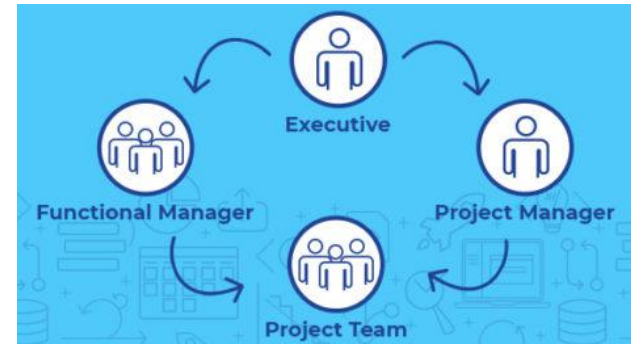 Executive
Functional Manager
Project Manager
Project Team